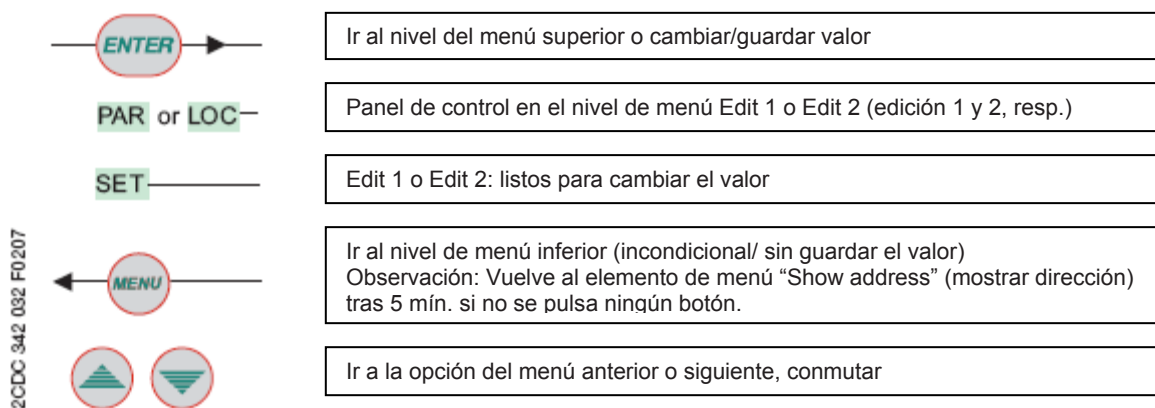 ENTER
Ir al nivel del menú superior o cambiar/guardar valor
PAR or LOC
Panel de control en el nivel de menú Edit 1 o Edit 2 (edición 1 y 2, resp.)
SET
Edit 1 o Edit 2: listos para cambiar el valor
MENU
Ir al nivel de menú inferior (incondicional/ sin guardar el valor)
Observación: Vuelve al elemento de menú “Show address” (mostrar dirección)
tras 5 mín. si no se pulsa ningún botón.
Ir a la opción del menú anterior o siguiente, conmutar
2CDC 342 032 F0207